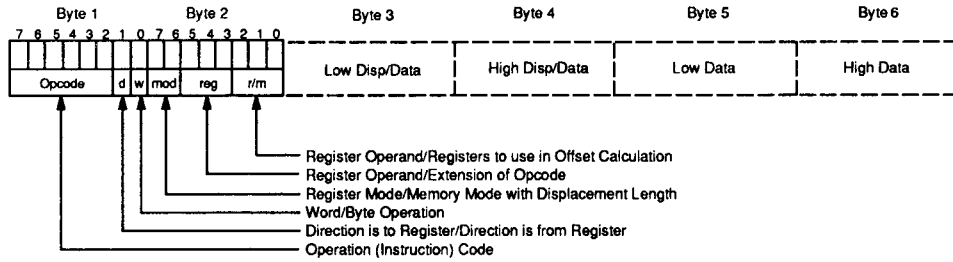 Byte 1 Byte 2 Byte 3 Byte 4 Byte 5 Byte 6
7 6 5 4 3 2 1 0 7 6 5 4 3 2 1 0
Opcode d w mod reg r/m Low Disp/Data High Disp/Data Low Data High Data
Register Operand/Registers to use in Offset Calculation
Register Operand/Extension of Opcode
Register Mode/Memory Mode with Displacement Length
Word/Byte Operation
Direction is to Register/Direction is from Register
Operation (Instruction) Code